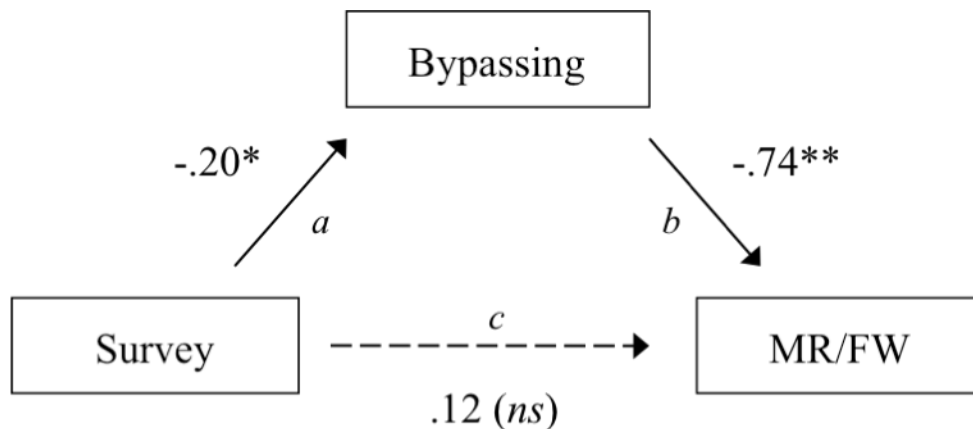 Bypassing
-.20*
-.74**
a
b
c
Survey
MR/FW
.12 (ns)